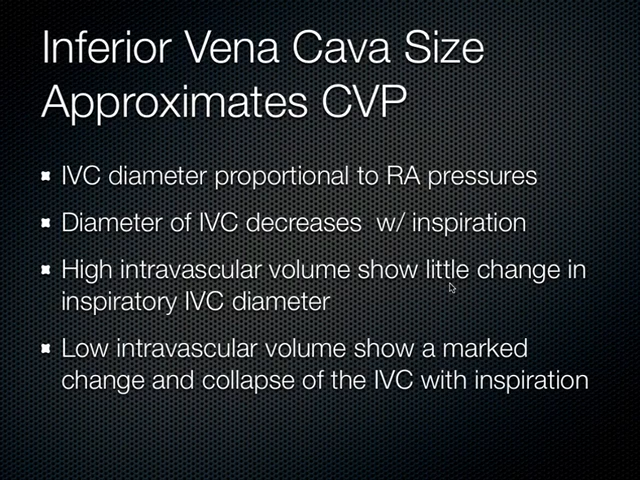 Inferior Vena Cava Size
Approximates CVP
IVC diameter proportional to RA pressures
Diameter of IVC decreases  w/ inspiration
High intravascular volume show little change in
inspiratory IVC diameter
Low intravascular volume show a marked
change and collapse of the IVC with inspiration